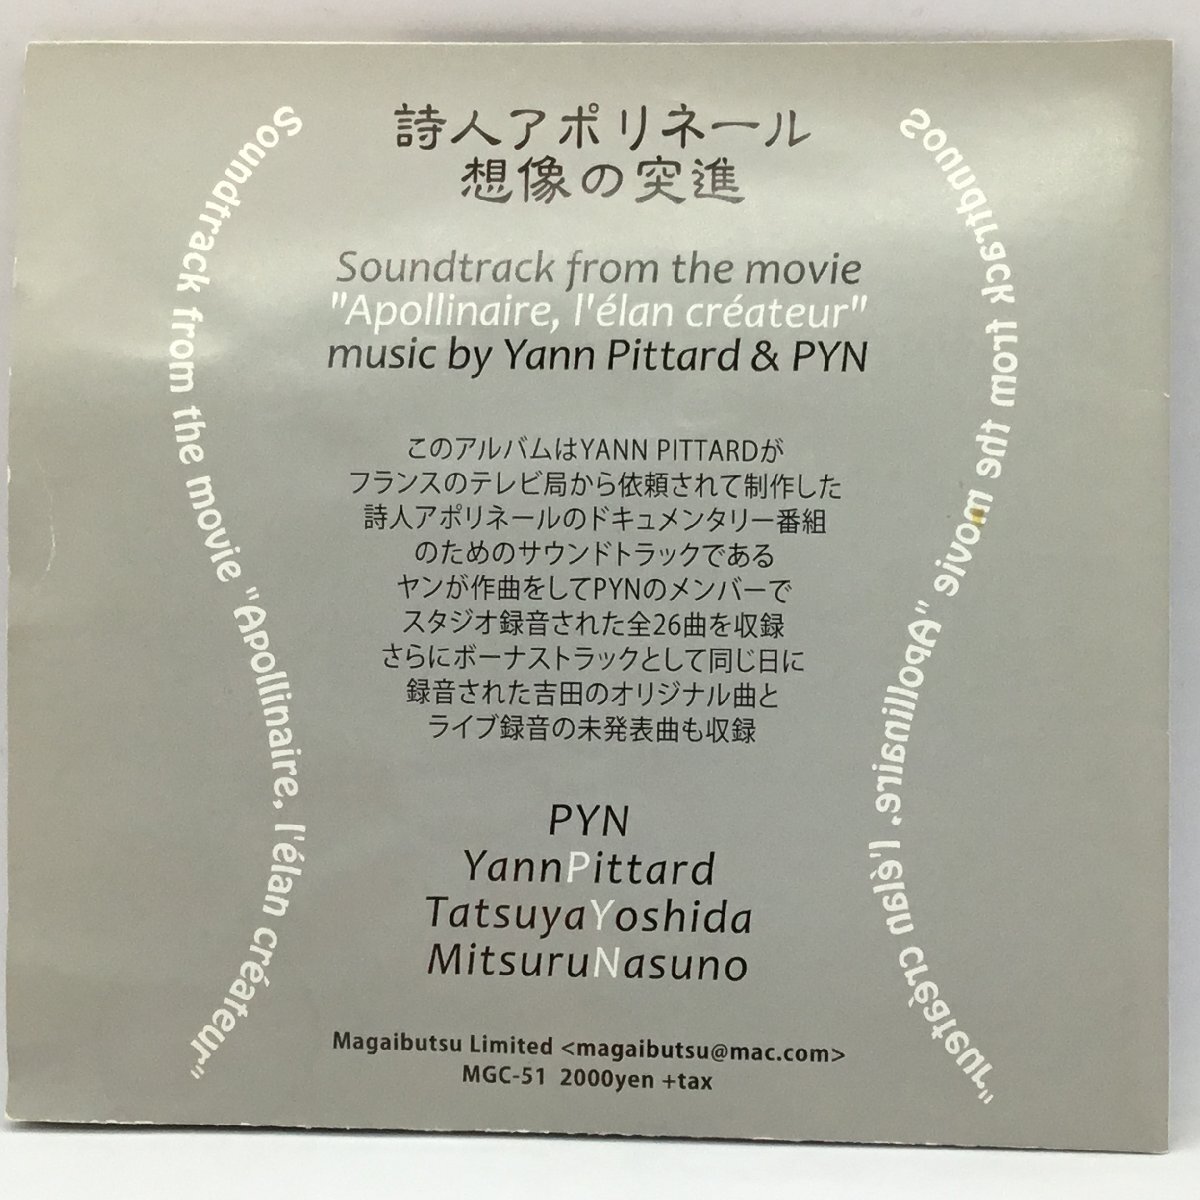 詩人アポリネール
想像の突進
Soundtrack from the movie
"Apollinaire, l'élan créateur"
music by Yann Pittard & PYN
このアルバムはYANN PITTARDが
フランスのテレビ局から依頼されて制作した
詩人アポリネールのドキュメンタリー番組
のためのサウンドトラックである
ヤンが作曲をしてPYNのメンバーで
スタジオ録音された全26曲を収録
さらにボーナストラックとして同じ日に
録音された吉田のオリジナル曲と
ライブ録音の未発表曲も収録
PYN
YannPittard
TatsuyaYoshida
MitsuruNasuno
Magaibutsu Limited <magaibutsu@mac.com>
MGC-51 2000yen +tax
Soundtrack from the movie "Apollinaire, l'élan créateur"
Soundtrack from the movie "Apollinaire, l'élan créateur"